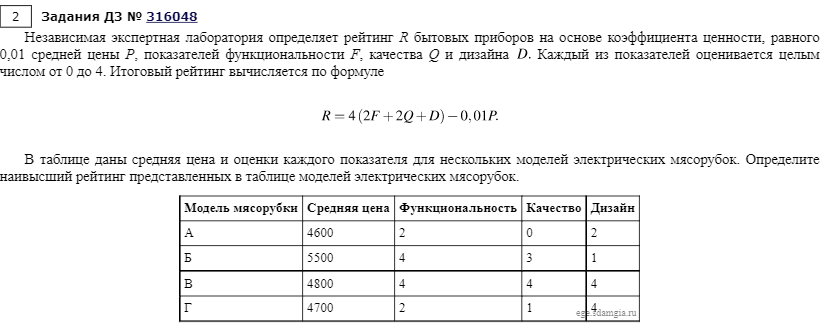 2 Задания ДЗ № 316048
Независимая экспертная лаборатория определяет рейтинг R бытовых приборов на основе коэффициента ценности, равного
0,01 средней цены P, показателей функциональности F, качества Q и дизайна D. Каждый из показателей оценивается целым
числом от 0 до 4. Итоговый рейтинг вычисляется по формуле
R = 4 (2F + 2Q + D) − 0,01P.
В таблице даны средняя цена и оценки каждого показателя для нескольких моделей электрических мясорубок. Определите
наивысший рейтинг представленных в таблице моделей электрических мясорубок.
Модель мясорубки Средняя цена Функциональность Качество Дизайн
А 4600 2 0 2
Б 5500 4 3 1
В 4800 4 4 4
Г 4700 2 1 4
ege.sdamgia.ru